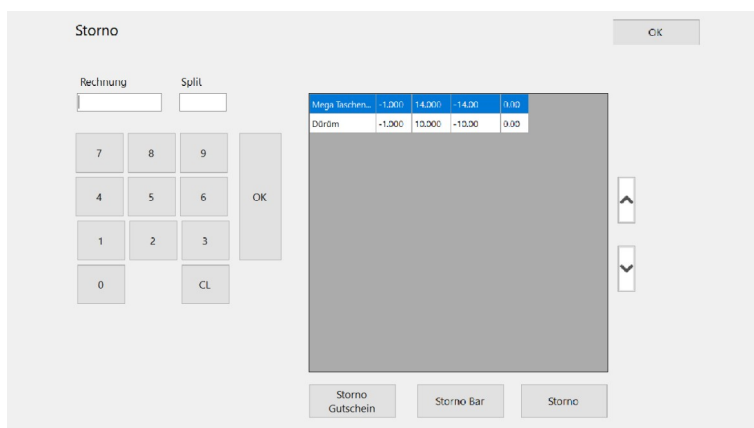 Storno
OK
Rechnung Split
Mega Taschen... -1.000 14.000 -14.00 0.00
Dürüm -1.000 10.000 -10.00 0.00
7 8 9
4 5 6 OK
1 2 3
0 CL
Storno Gutschein
Storno Bar
Storno